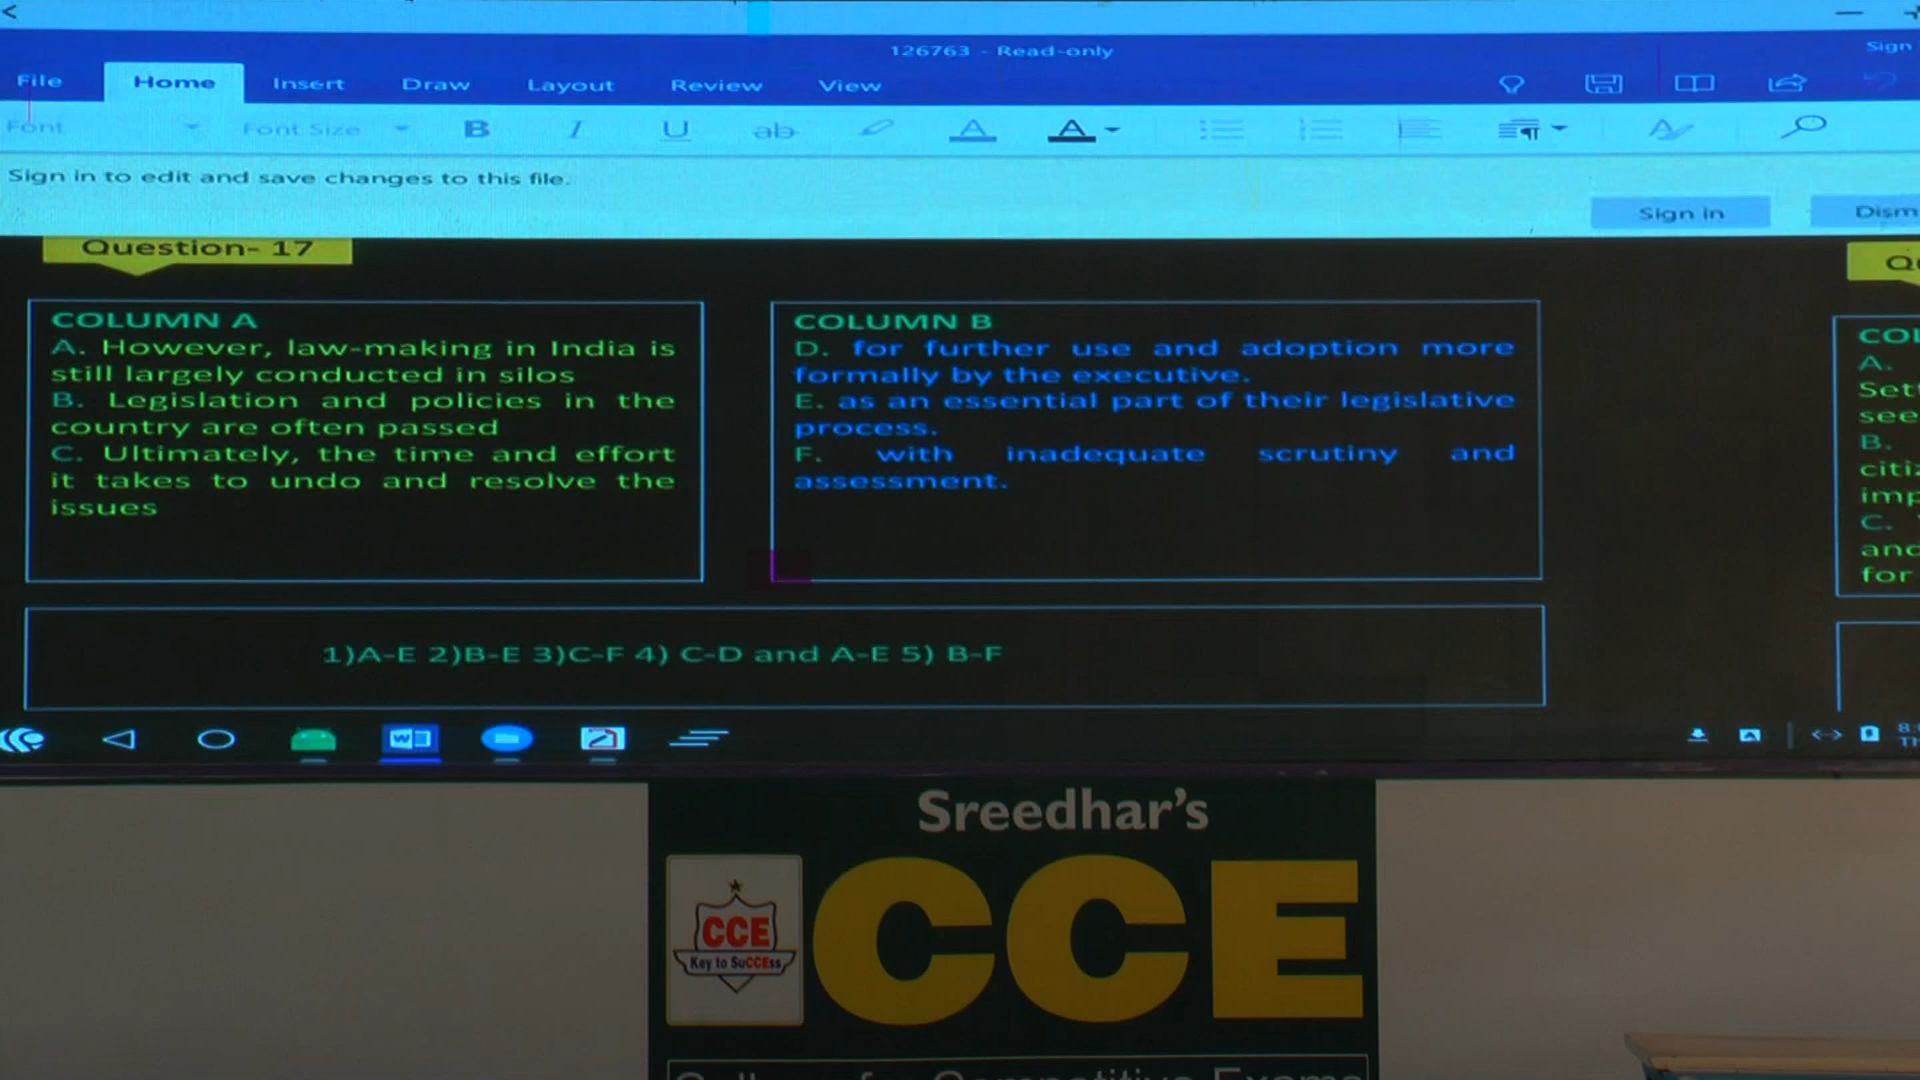 126763 - Read-only
Sign
File Home Insert Draw Layout Review View
Font Font Size B I U ab A A
Sign in to edit and save changes to this file.
Sign in
Question- 17
COLUMN A
A. However, law-making in India is
still largely conducted in silos
B. Legislation and policies in the
country are often passed
C. Ultimately, the time and effort
it takes to undo and resolve the
issues
COLUMN B
D. for further use and adoption more
formally by the executive.
E. as an essential part of their legislative
process.
F. with inadequate scrutiny and
assessment.
A.
B.
C.
and
for
1)A-E 2)B-E 3)C-F 4) C-D and A-E 5) B-F
Sreedhar's
CCE
CCE
Key to SuCCEss